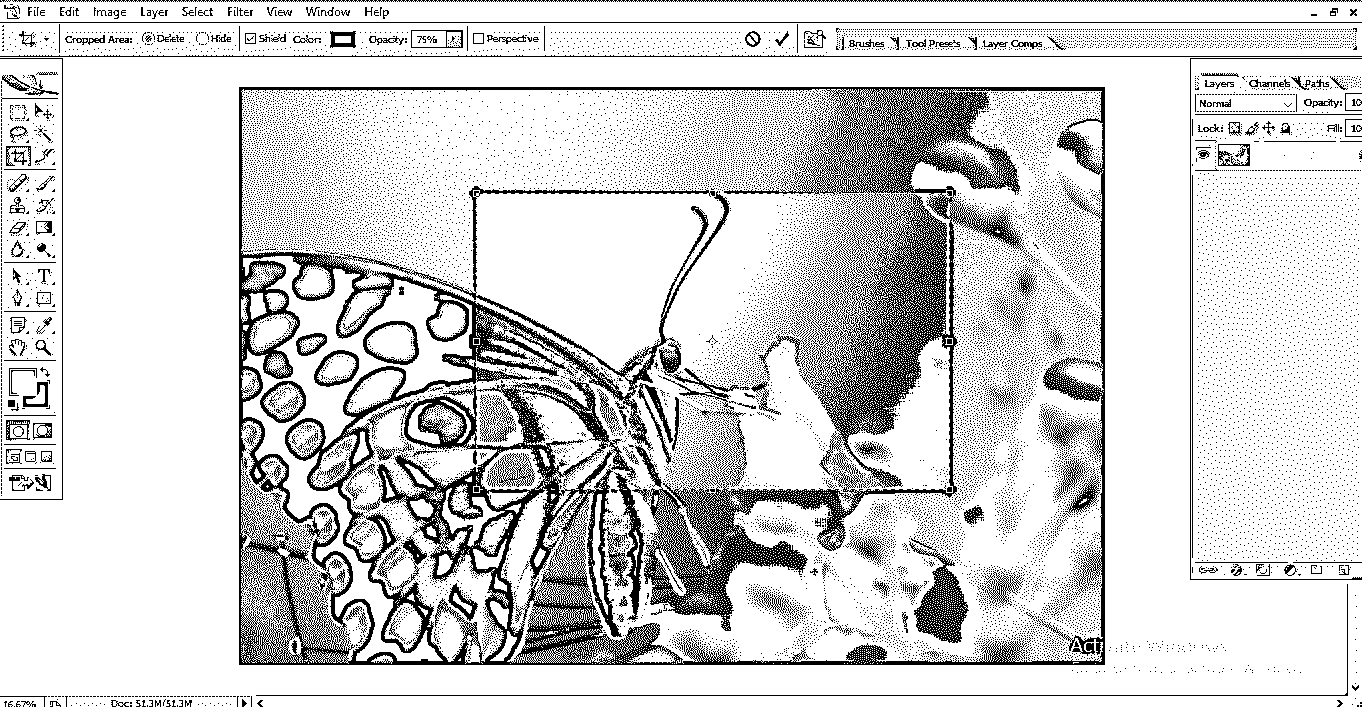 File Edit Image Layer Select Filter View Window Help
Cropped Area: Delete Hide Shield Color: Opacity: 75% Perspective
Brushes Tool Presets Layer Comps
Layers Channels Paths
Normal Opacity: 10
Lock: Fill: 10
T
Activate Windows
16.67% Doc: 51.3M/51.3M